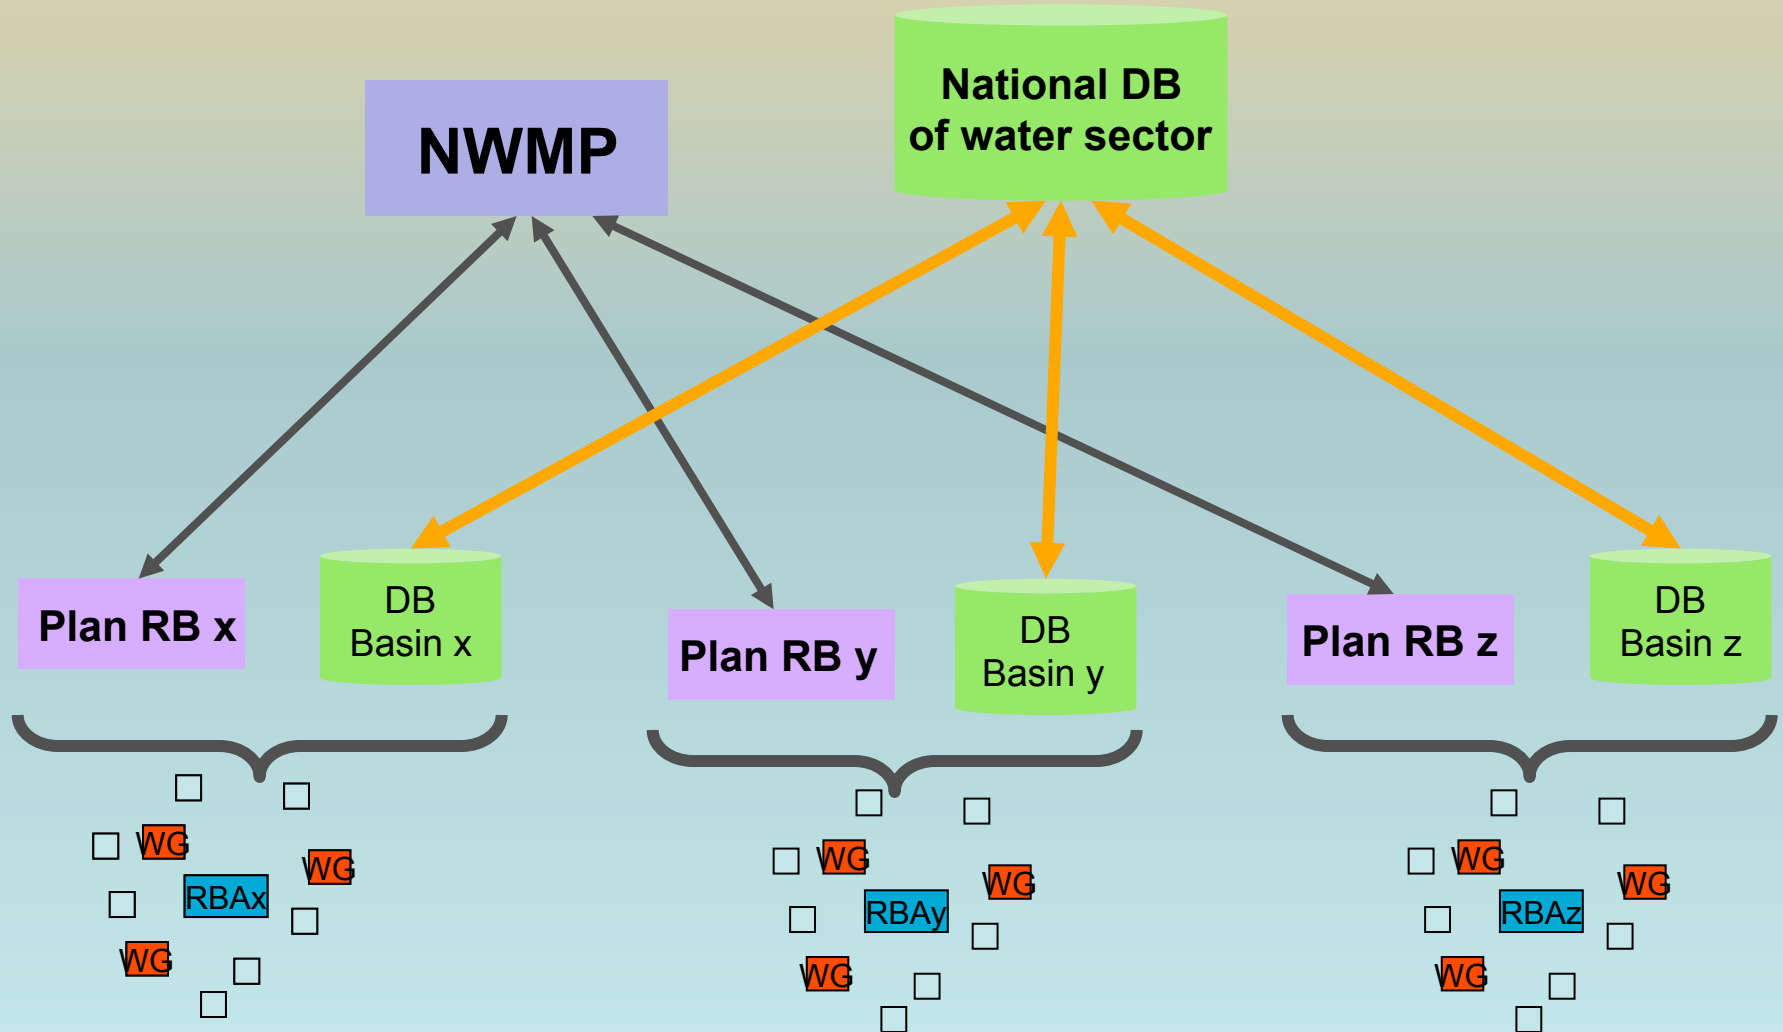 National DB
of water sector
NWMP
Plan RB x
DB
Basin x
Plan RB y
DB
Basin y
Plan RB z
DB
Basin z
WG
WG
RBAx
WG
WG
WG
RBAy
WG
WG
WG
RBAz
WG